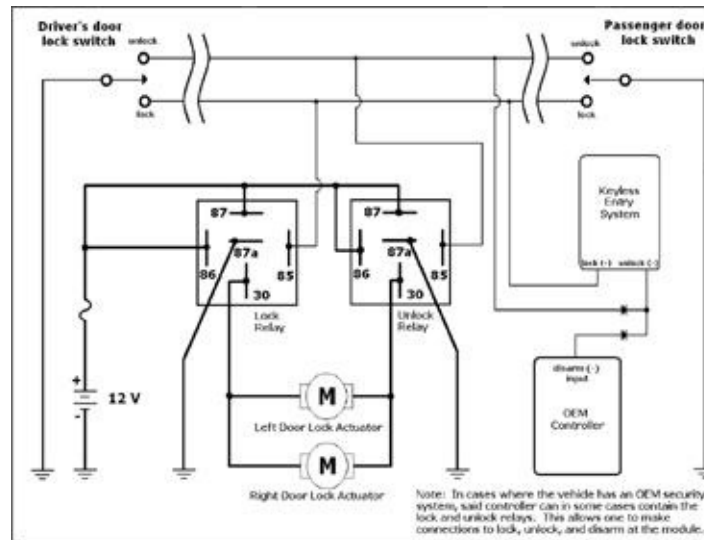 Driver's door
lock switch
unlock
lock
Passenger door
lock switch
unlock
lock
Keyless
Entry
System
lock (-) unlock (-)
87
87a
86
85
30
Lock
Relay
87
87a
86
85
30
Unlock
Relay
+
12 V
-
M
Left Door Lock Actuator
M
Right Door Lock Actuator
disarm (-)
input
OEM
Controller
Note: In cases where the vehicle has an OEM security
system, said controller can in some cases contain the
lock and unlock relays. This allows one to make
connections to lock, unlock, and disarm at the module.